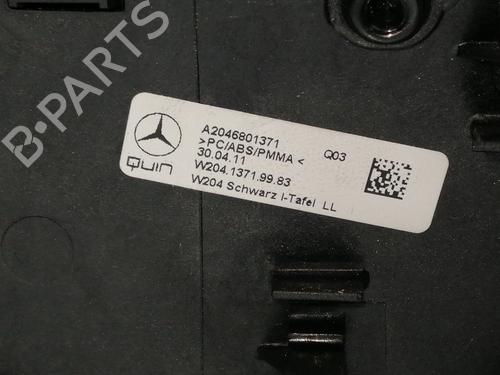 B-PARTS
A2046801371
>PC/ABS/PMMA<
Q03
30.04.11
W204.1371.99.83
W204 Schwarz I-Tafel LL
QUIN